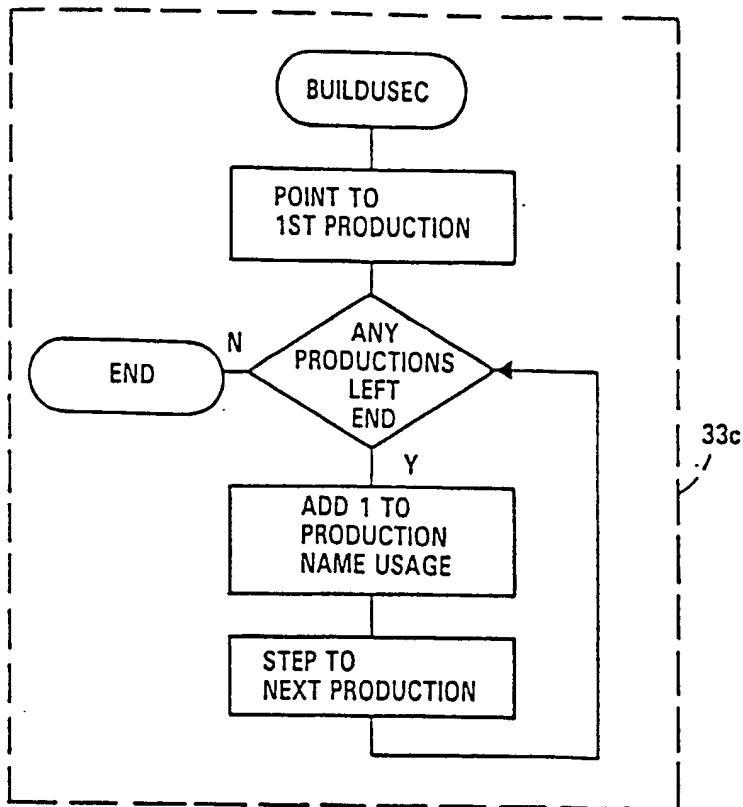 BUILDUSEC
POINT TO
1ST PRODUCTION
ANY
PRODUCTIONS
LEFT
END
N
END
Y
33c
ADD 1 TO
PRODUCTION
NAME USAGE
STEP TO
NEXT PRODUCTION